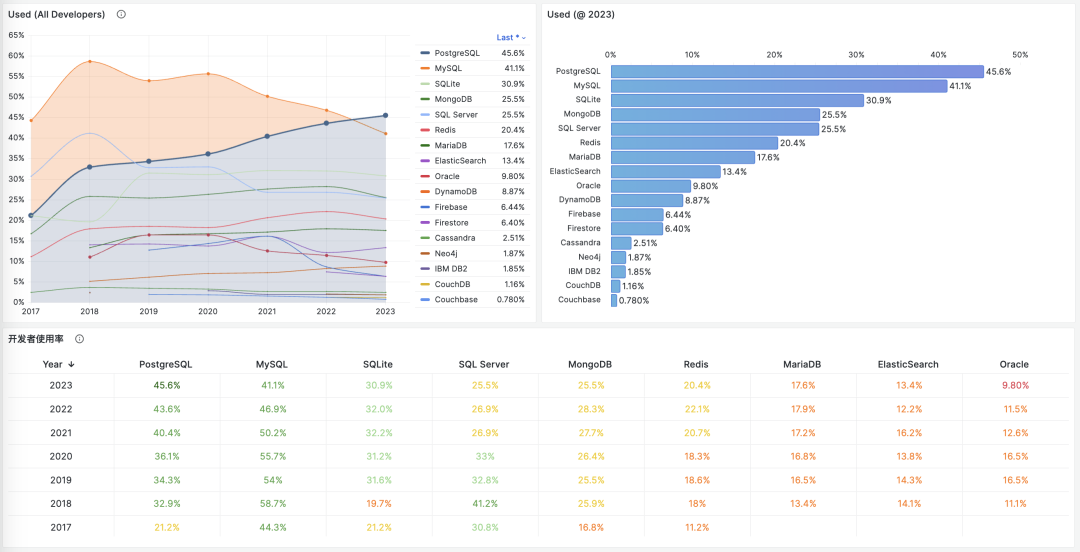 Used (All Developers)
65%
60%
55%
50%
45%
40%
35%
30%
25%
20%
15%
10%
5%
0%
2017 2018 2019 2020 2021 2022 2023
Last *
PostgreSQL 45.6%
MySQL 41.1%
SQLite 30.9%
MongoDB 25.5%
SQL Server 25.5%
Redis 20.4%
MariaDB 17.6%
ElasticSearch 13.4%
Oracle 9.80%
DynamoDB 8.87%
Firebase 6.44%
Firestore 6.40%
Cassandra 2.51%
Neo4j 1.87%
IBM DB2 1.85%
CouchDB 1.16%
Couchbase 0.780%
Used (@ 2023)
0% 10% 20% 30% 40% 50%
PostgreSQL 45.6%
MySQL 41.1%
SQLite 30.9%
MongoDB 25.5%
SQL Server 25.5%
Redis 20.4%
MariaDB 17.6%
ElasticSearch 13.4%
Oracle 9.80%
DynamoDB 8.87%
Firebase 6.44%
Firestore 6.40%
Cassandra 2.51%
Neo4j 1.87%
IBM DB2 1.85%
CouchDB 1.16%
Couchbase 0.780%
开发者使用率
Year ↓ PostgreSQL MySQL SQLite SQL Server MongoDB Redis MariaDB ElasticSearch Oracle
2023 45.6% 41.1% 30.9% 25.5% 25.5% 20.4% 17.6% 13.4% 9.80%
2022 43.6% 46.9% 32.0% 26.9% 28.3% 22.1% 17.9% 12.2% 11.5%
2021 40.4% 50.2% 32.2% 26.9% 27.7% 20.7% 17.2% 16.2% 12.6%
2020 36.1% 55.7% 31.2% 33% 26.4% 18.3% 16.8% 13.8% 16.5%
2019 34.3% 54% 31.6% 32.8% 25.5% 18.6% 16.5% 14.3% 16.5%
2018 32.9% 58.7% 19.7% 41.2% 25.9% 18% 13.4% 14.1% 11.1%
2017 21.2% 44.3% 21.2% 30.8% 16.8% 11.2%